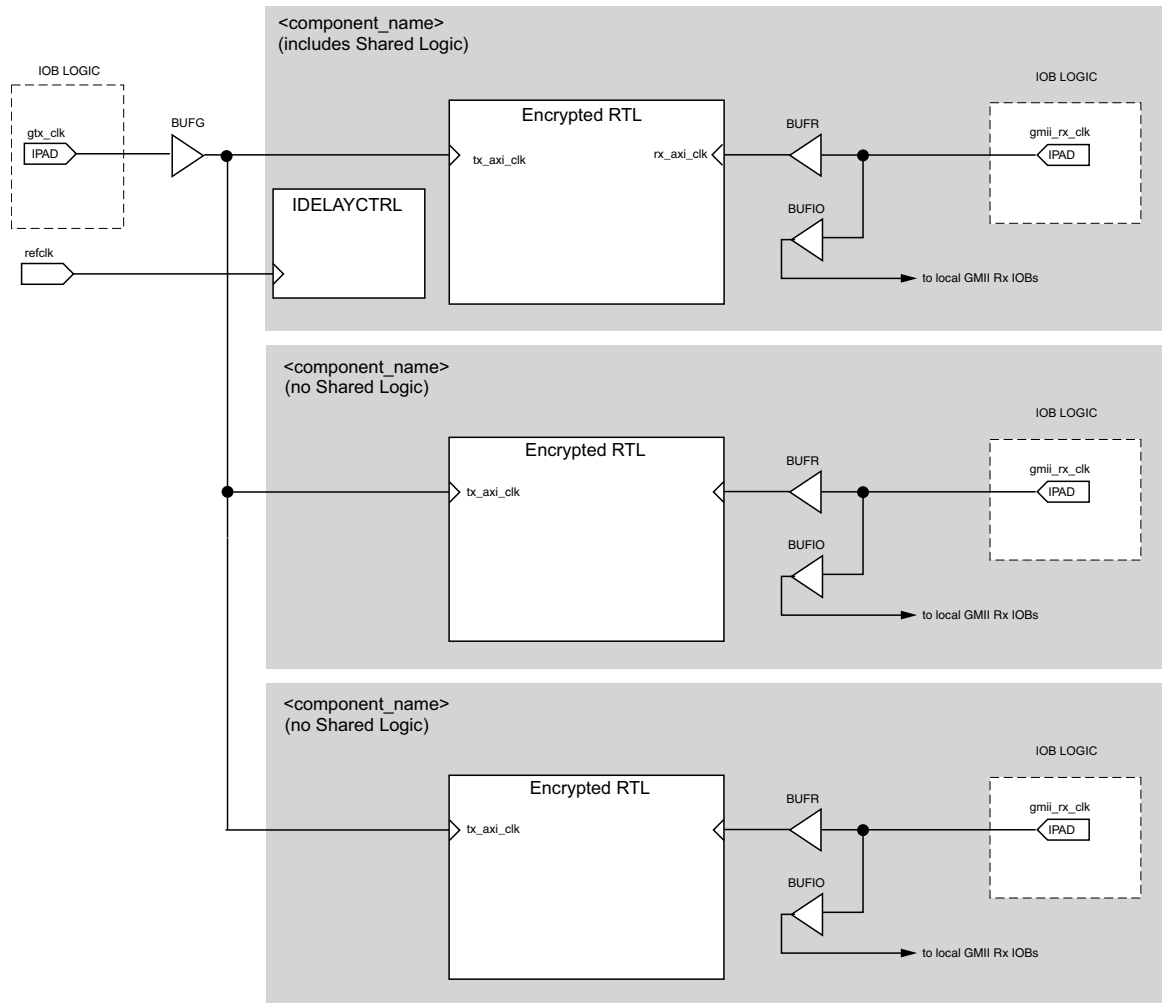 <component_name>
(includes Shared Logic)
IOB LOGIC
gtx_clk
IPAD
BUFG
Encrypted RTL
tx_axi_clk
rx_axi_clk
BUFR
BUFIO
IOB LOGIC
gmii_rx_clk
IPAD
IDELAYCTRL
refclk
to local GMII Rx IOBs
<component_name>
(no Shared Logic)
Encrypted RTL
tx_axi_clk
BUFR
BUFIO
IOB LOGIC
gmii_rx_clk
IPAD
to local GMII Rx IOBs
<component_name>
(no Shared Logic)
Encrypted RTL
tx_axi_clk
BUFR
BUFIO
IOB LOGIC
gmii_rx_clk
IPAD
to local GMII Rx IOBs